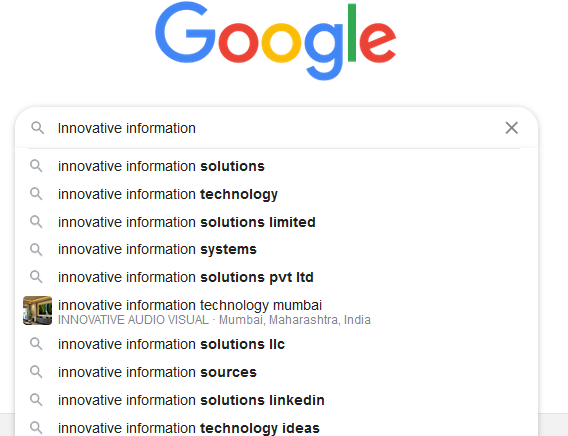 Google
Innovative information
innovative information solutions
innovative information technology
innovative information solutions limited
innovative information systems
innovative information solutions pvt ltd
innovative information technology mumbai
INNOVATIVE AUDIO VISUAL · Mumbai, Maharashtra, India
innovative information solutions llc
innovative information sources
innovative information solutions linkedin
innovative information technology ideas